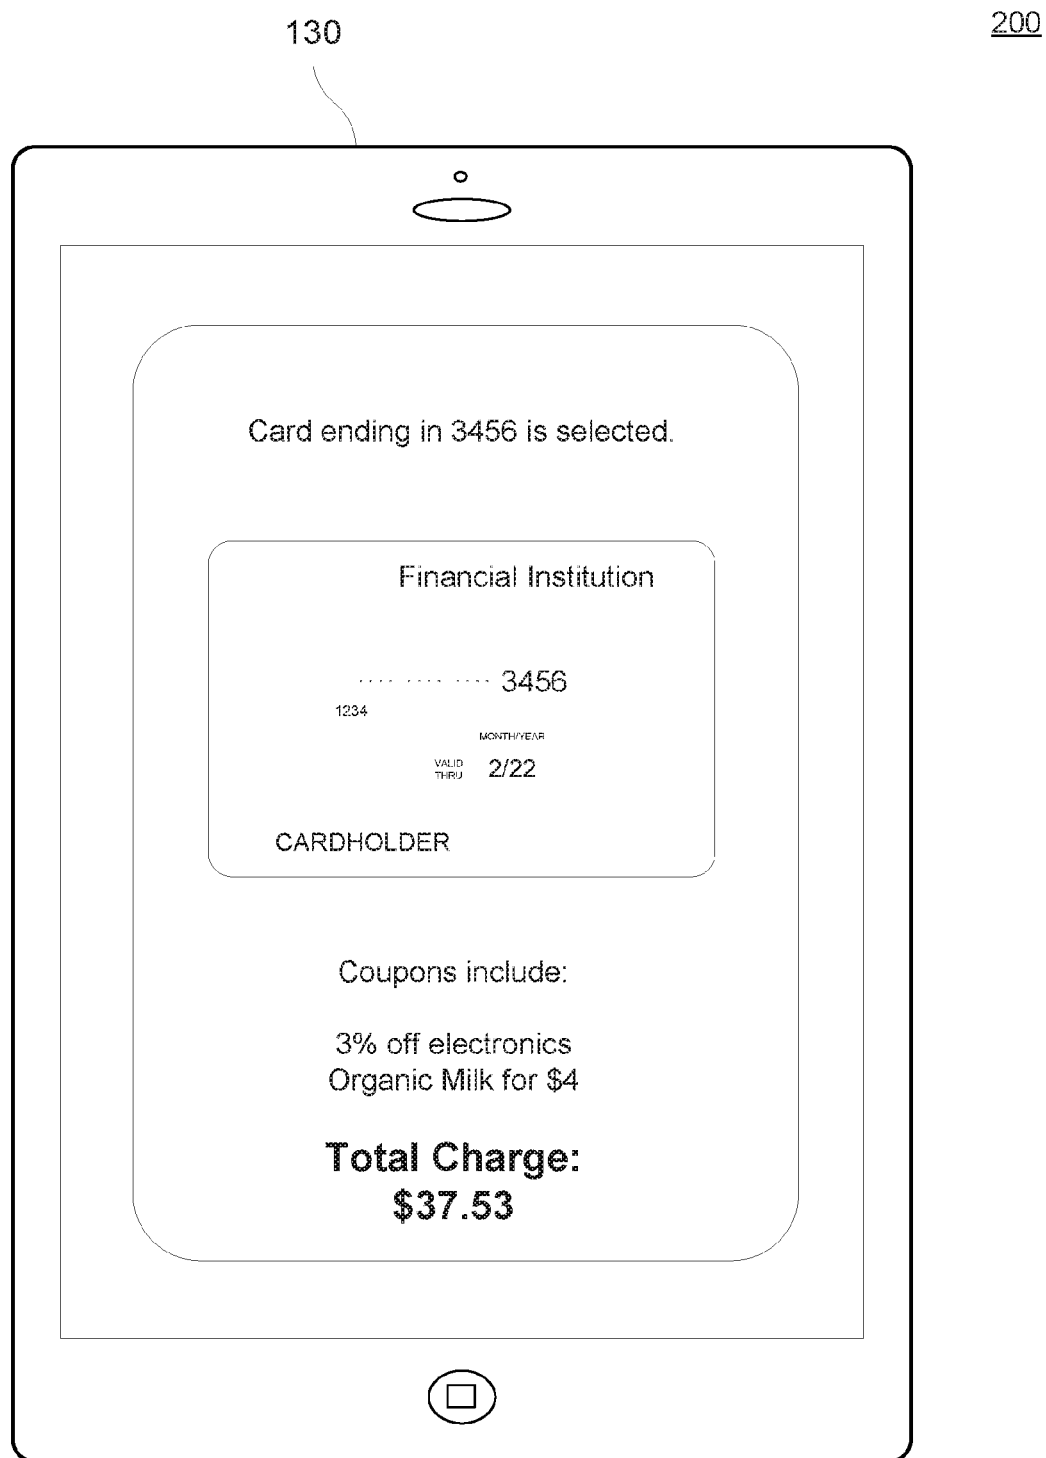 130
200
Card ending in 3456 is selected.
Financial Institution
···· ···· ···· 3456
1234
MONTH/YEAR
VALID
THRU
2/22
CARDHOLDER
Coupons include:
3% off electronics
Organic Milk for $4
Total Charge:
$37.53